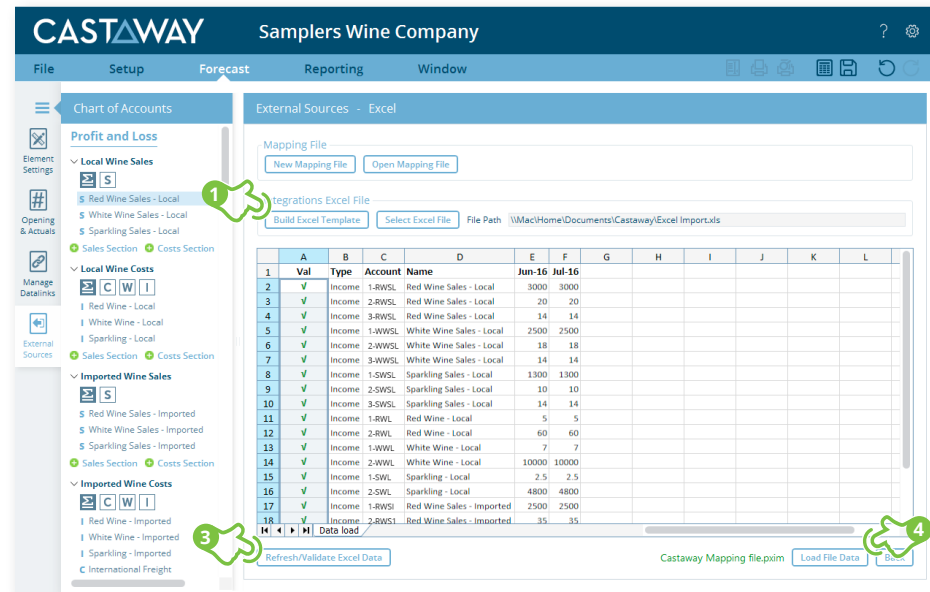 CASTAWAY
Samplers Wine Company
?
File Setup Forecast Reporting Window
Chart of Accounts
Profit and Loss
Element
Settings
Opening
& Actuals
Manage
Datalinks
External
Sources
Local Wine Sales
Σ S
S Red Wine Sales - Local
S White Wine Sales - Local
S Sparkling Sales - Local
Sales Section Costs Section
Local Wine Costs
Σ C W I
I Red Wine - Local
I White Wine - Local
I Sparkling - Local
Sales Section Costs Section
Imported Wine Sales
Σ S
S Red Wine Sales - Imported
S White Wine Sales - Imported
S Sparkling Sales - Imported
Sales Section Costs Section
Imported Wine Costs
Σ C W I
I Red Wine - Imported
I White Wine - Imported
I Sparkling - Imported
C International Freight
External Sources - Excel
Mapping File
New Mapping File Open Mapping File
1
tegrations Excel File
Build Excel Template Select Excel File File Path \\Mac\Home\Documents\Castaway\Excel Import.xls
A B C D E F G H I J K L
1 Val Type Account Name Jun-16 Jul-16
2 √ Income 1-RWSL Red Wine Sales - Local 3000 3000
3 √ Income 2-RWSL Red Wine Sales - Local 20 20
4 √ Income 3-RWSL Red Wine Sales - Local 14 14
5 √ Income 1-WWSL White Wine Sales - Local 2500 2500
6 √ Income 2-WWSL White Wine Sales - Local 18 18
7 √ Income 3-WWSL White Wine Sales - Local 14 14
8 √ Income 1-SWSL Sparkling Sales - Local 1300 1300
9 √ Income 2-SWSL Sparkling Sales - Local 10 10
10 √ Income 3-SWSL Sparkling Sales - Local 14 14
11 √ Income 1-RWL Red Wine - Local 5 5
12 √ Income 2-RWL Red Wine - Local 60 60
13 √ Income 1-WWL White Wine - Local 7 7
14 √ Income 2-WWL White Wine - Local 10000 10000
15 √ Income 1-SWL Sparkling - Local 2.5 2.5
16 √ Income 2-SWL Sparkling - Local 4800 4800
17 √ Income 1-RWSI Red Wine Sales - Imported 2500 2500
18 √ Income 2-RWS1 Red Wine Sales - Imported 35 35
Data load
3
4
Refresh/Validate Excel Data Castaway Mapping file.pxim Load File Data Back